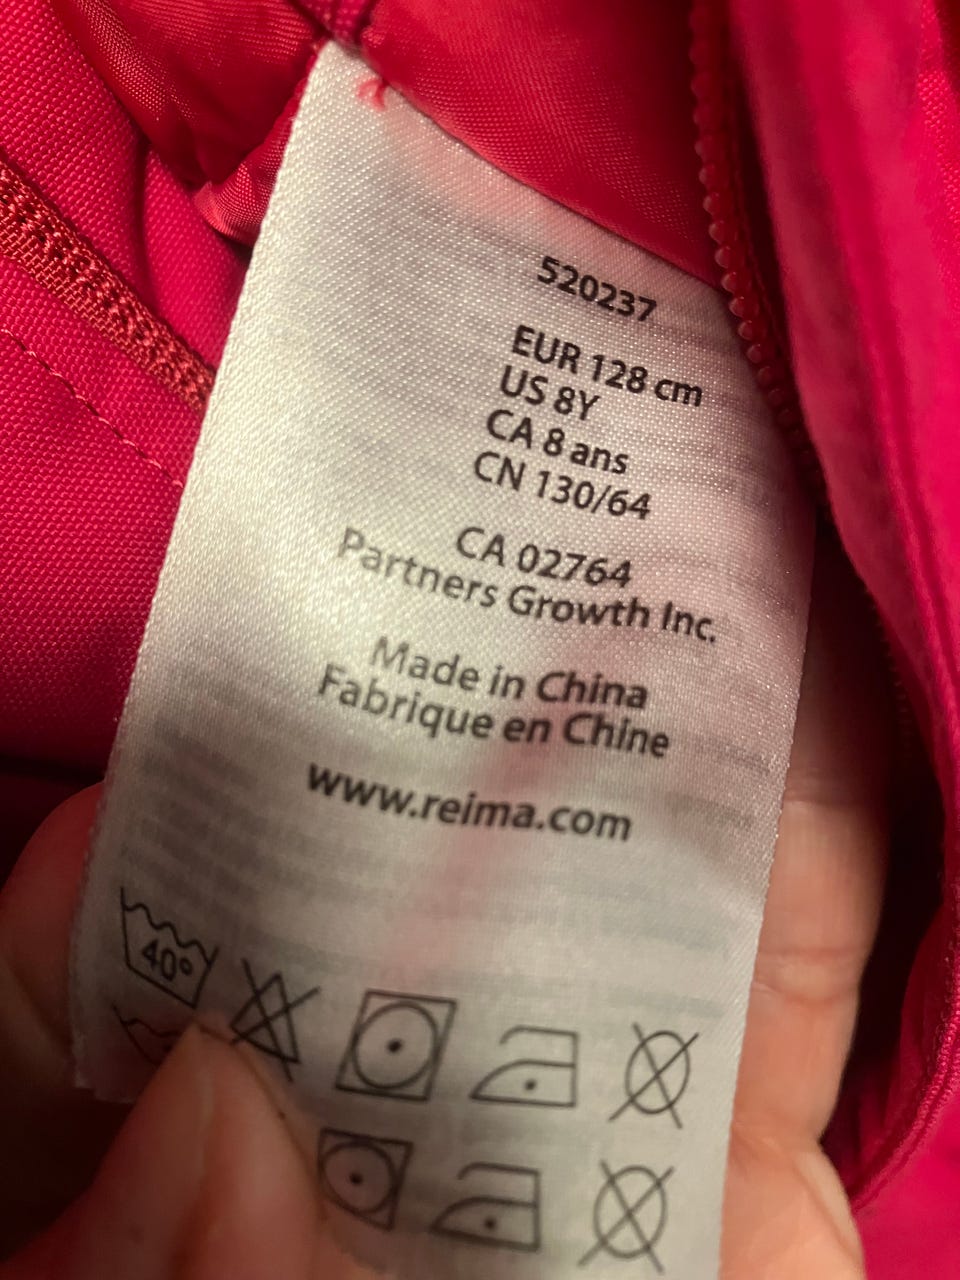 520237
EUR 128 cm
US 8Y
CA 8 ans
CN 130/64
CA 02764
Partners Growth Inc.
Made in China
Fabrique en Chine
www.reima.com
40°